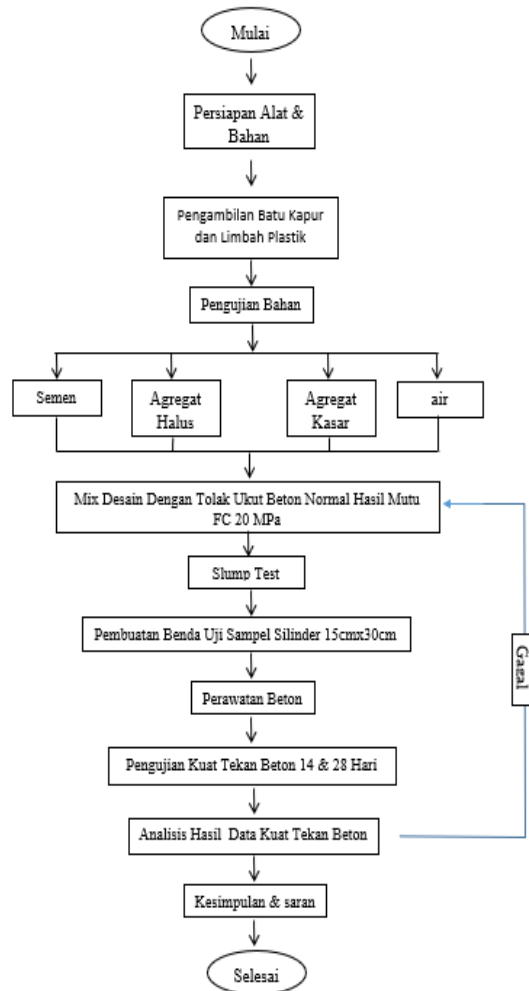 Mulai
Persiapan Alat &
Bahan
Pengambilan Batu Kapur
dan Limbah Plastik
Pengujian Bahan
Semen
Agregat
Halus
Agregat
Kasar
air
Mix Desain Dengan Tolak Ukut Beton Normal Hasil Mutu
FC 20 MPa
Slump Test
Pembuatan Benda Uji Sampel Silinder 15cmx30cm
Gagal
Perawatan Beton
Pengujian Kuat Tekan Beton 14 & 28 Hari
Analisis Hasil Data Kuat Tekan Beton
Kesimpulan & saran
Selesai